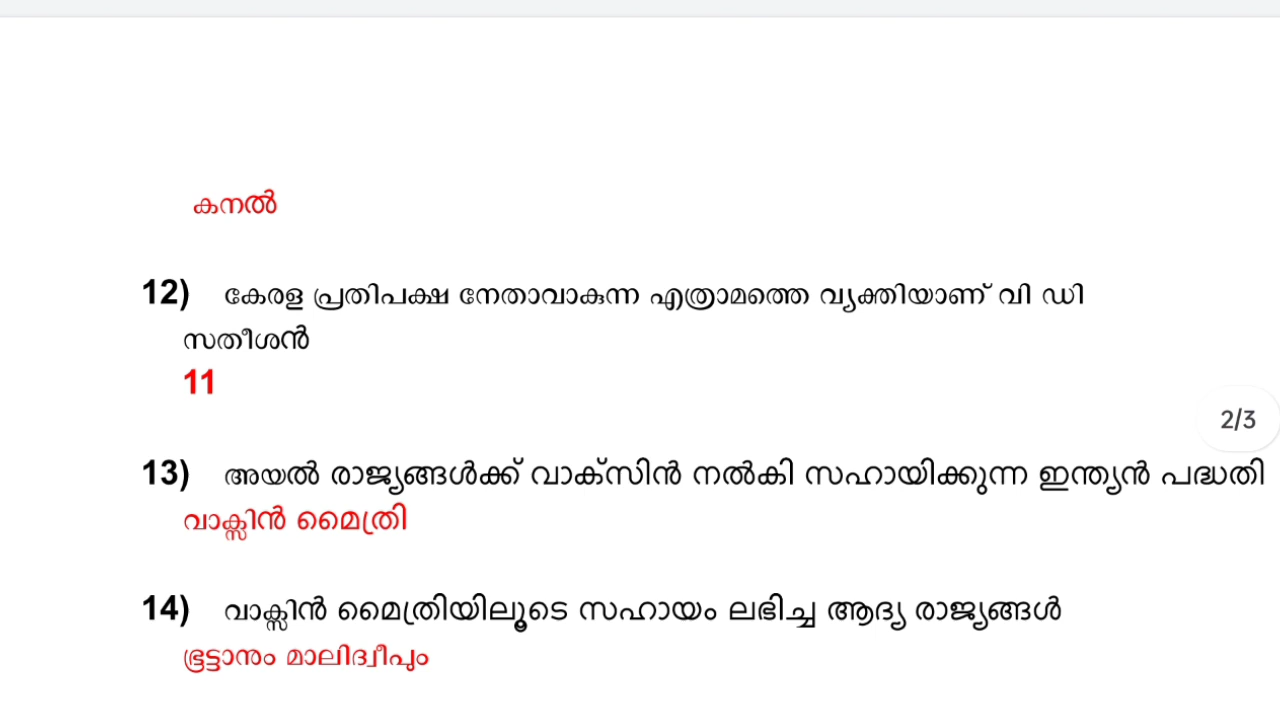 കനൽ
12) കേരള പ്രതിപക്ഷ നേതാവാകുന്ന എത്രാമത്തെ വ്യക്തിയാണ് വി ഡി
സതീശൻ
11
2/3
13) അയൽ രാജ്യങ്ങൾക്ക് വാക്‌സിൻ നൽകി സഹായിക്കുന്ന ഇന്ത്യൻ പദ്ധതി
വാക്സിൻ മൈത്രി
14) വാക്സിൻ മൈത്രിയിലൂടെ സഹായം ലഭിച്ച ആദ്യ രാജ്യങ്ങൾ
ഭൂട്ടാനും മാലിദ്വീപും